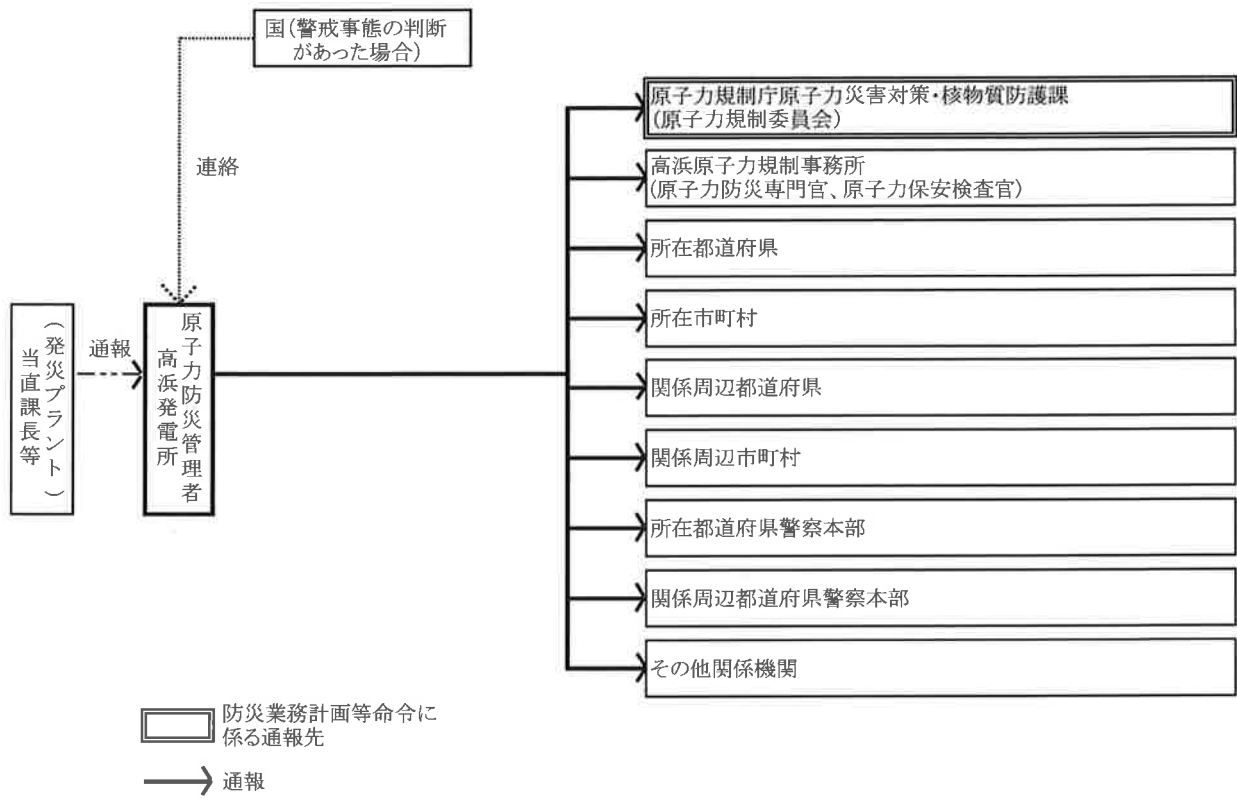 国(警戒事態の判断
があった場合)
連絡
(発災プラント)
当直課長等
通報
原子力防災管理者
高浜発電所
原子力規制庁原子力災害対策・核物質防護課
(原子力規制委員会)
高浜原子力規制事務所
(原子力防災専門官、原子力保安検査官)
所在都道府県
所在市町村
関係周辺都道府県
関係周辺市町村
所在都道府県警察本部
関係周辺都道府県警察本部
その他関係機関
防災業務計画等命令に
係る通報先
通報